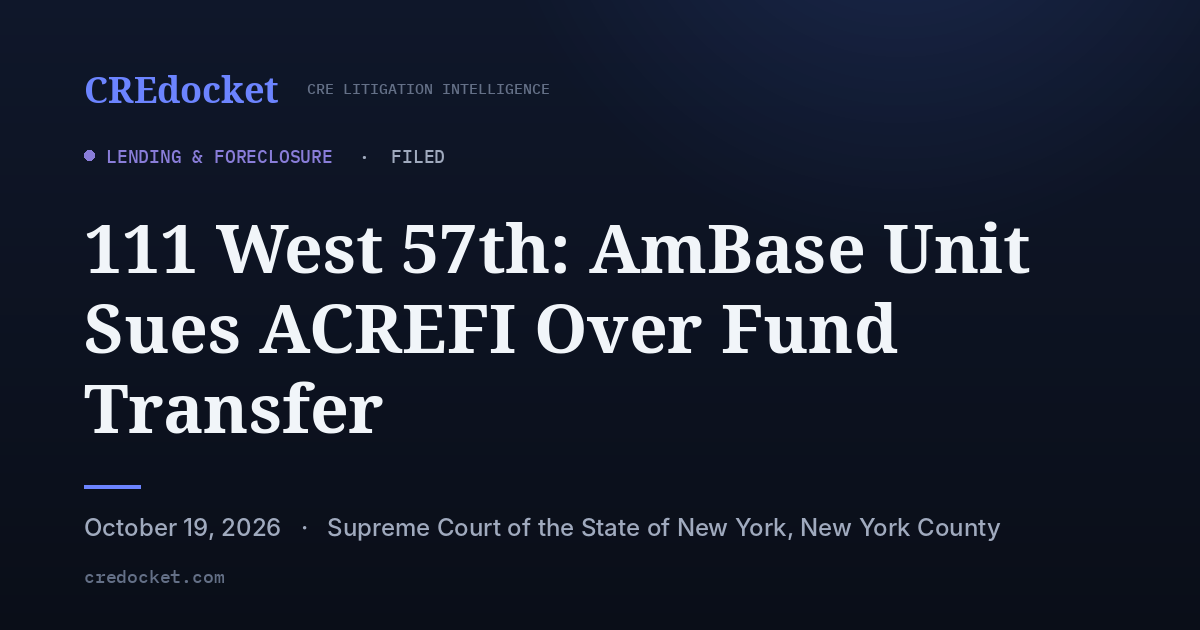 CREdocket CRE LITIGATION INTELLIGENCE
LENDING & FORECLOSURE · FILED
111 West 57th: AmBase Unit
Sues ACREFI Over Fund
Transfer
October 19, 2026 · Supreme Court of the State of New York, New York County
credocket.com